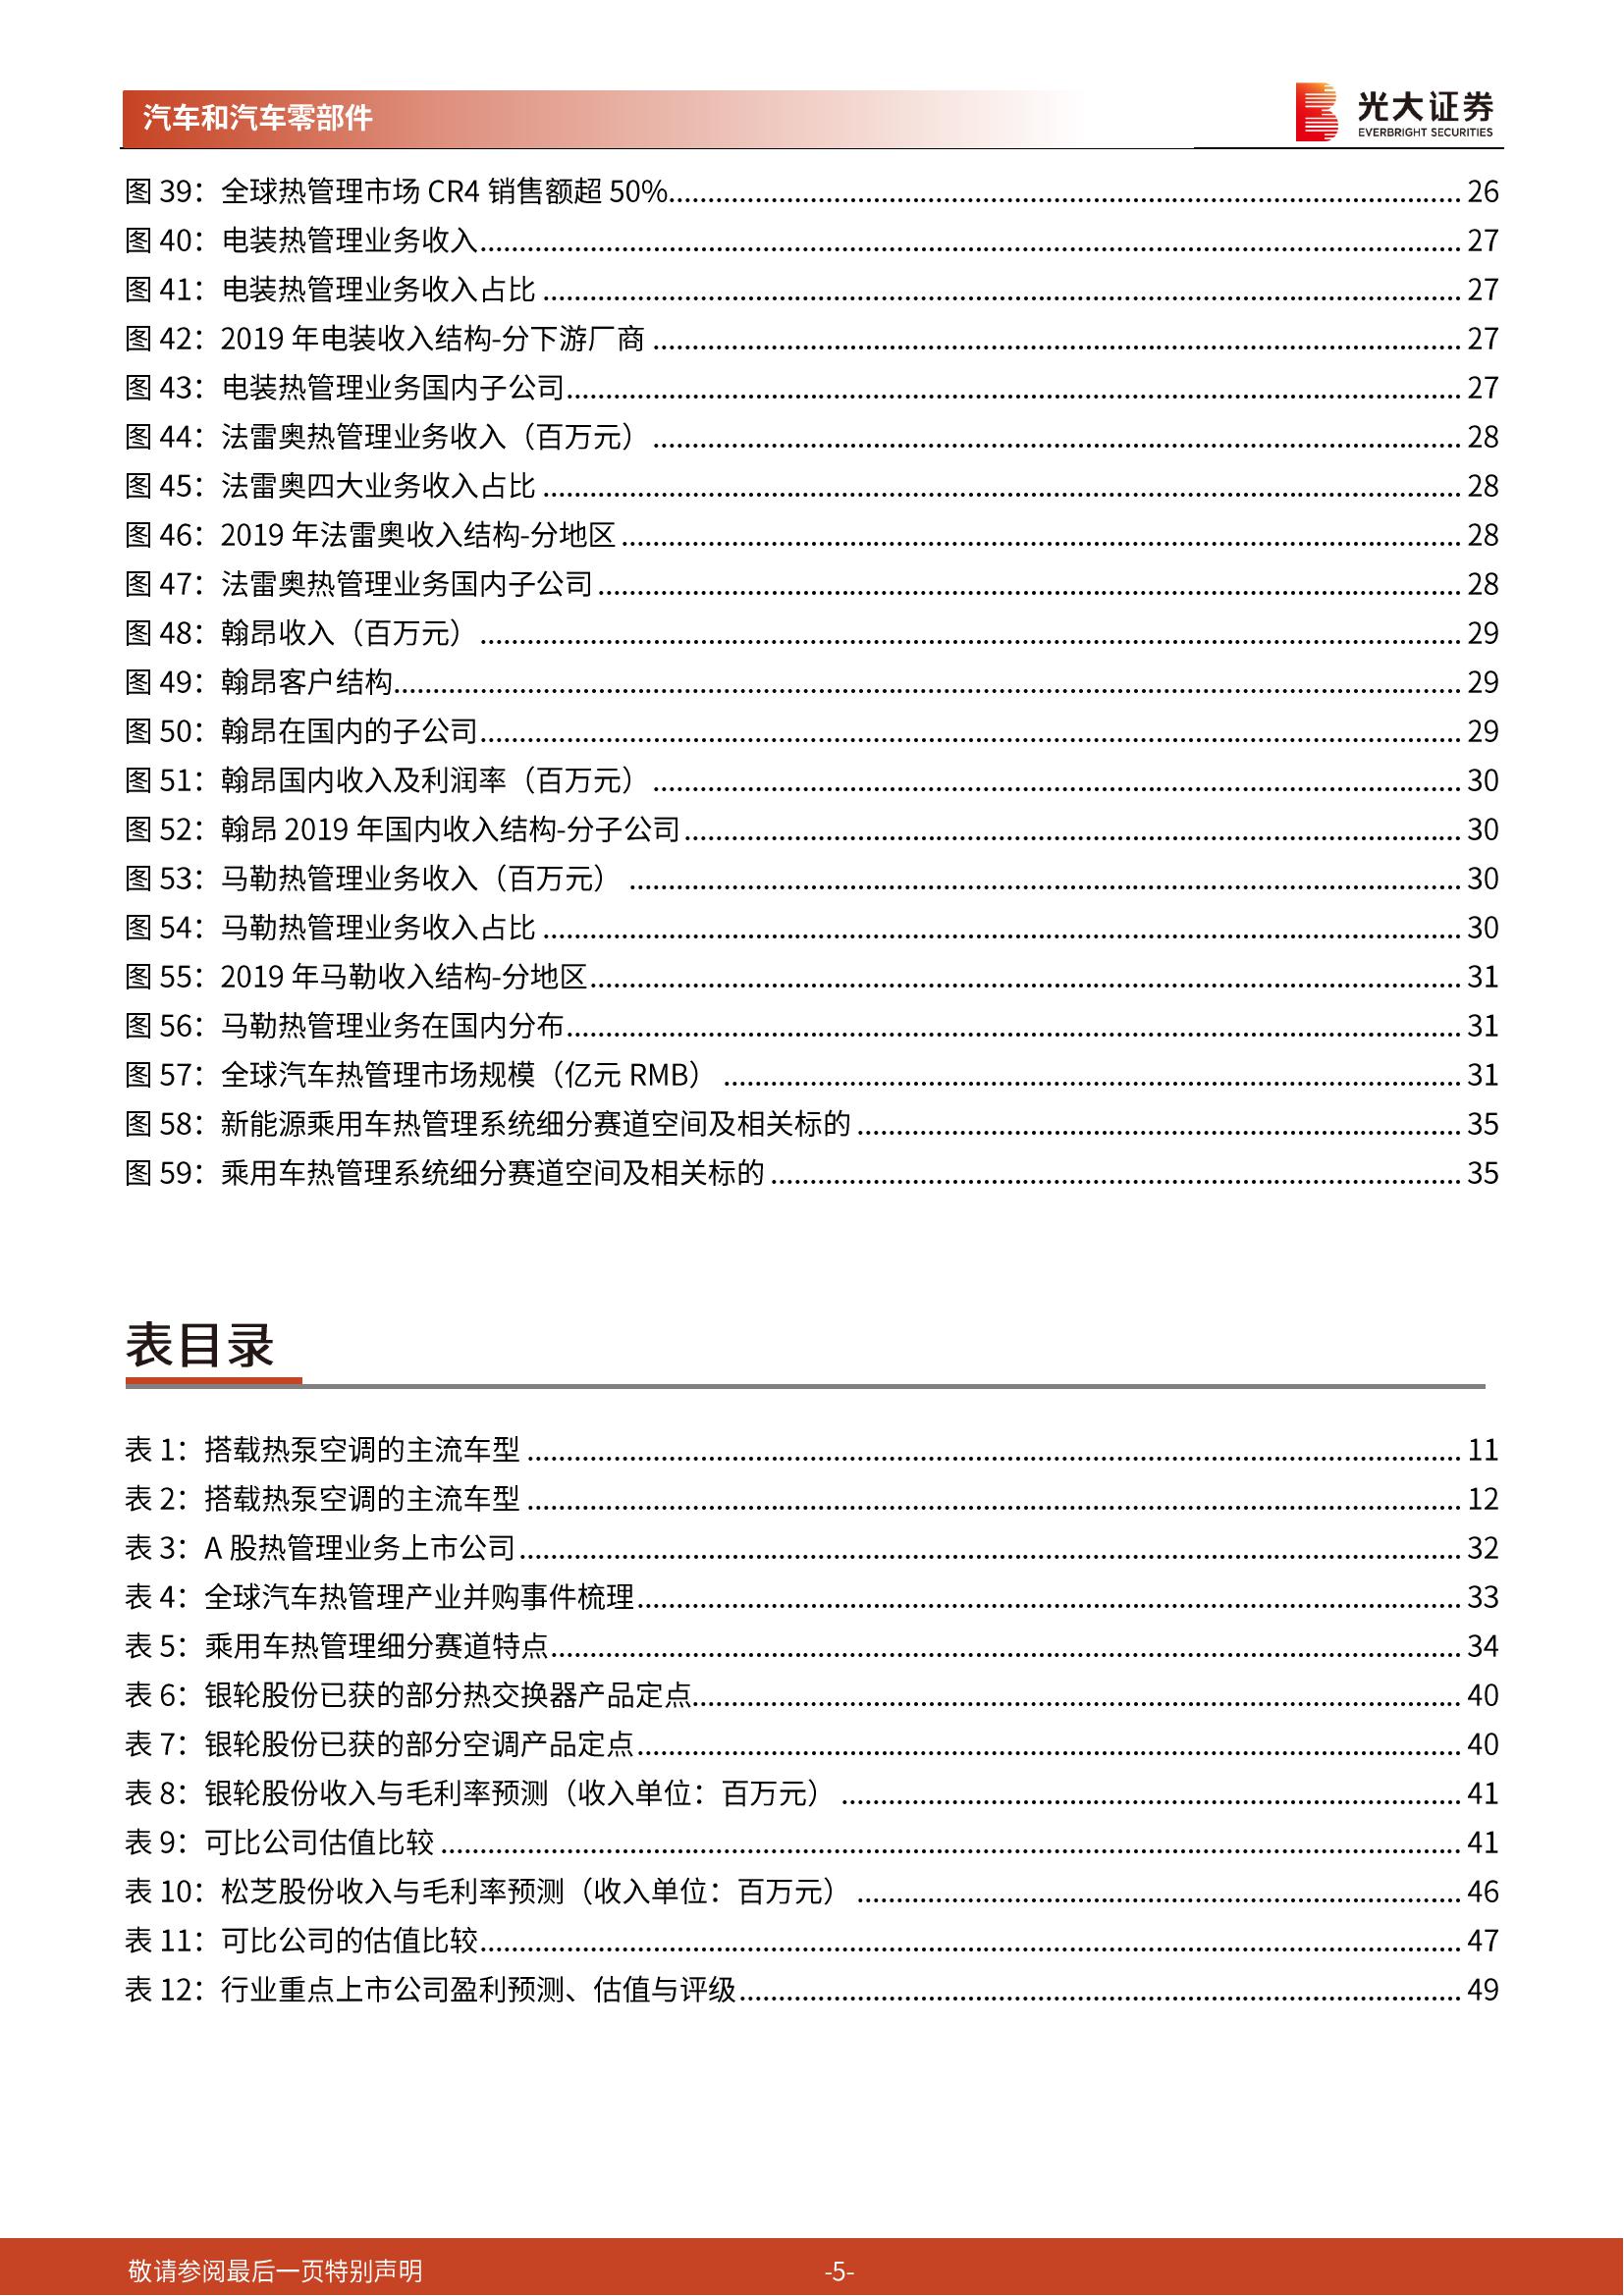 汽车和汽车零部件
光大证券
EVERBRIGHT SECURITIES
图 39：全球热管理市场 CR4 销售额超 50%........ 26
图 40：电装热管理业务收入........ 27
图 41：电装热管理业务收入占比........ 27
图 42：2019 年电装收入结构-分下游厂商........ 27
图 43：电装热管理业务国内子公司........ 27
图 44：法雷奥热管理业务收入（百万元）........ 28
图 45：法雷奥四大业务收入占比........ 28
图 46：2019 年法雷奥收入结构-分地区........ 28
图 47：法雷奥热管理业务国内子公司........ 28
图 48：翰昂收入（百万元）........ 29
图 49：翰昂客户结构........ 29
图 50：翰昂在国内的子公司........ 29
图 51：翰昂国内收入及利润率（百万元）........ 30
图 52：翰昂 2019 年国内收入结构-分子公司........ 30
图 53：马勒热管理业务收入（百万元）........ 30
图 54：马勒热管理业务收入占比........ 30
图 55：2019 年马勒收入结构-分地区........ 31
图 56：马勒热管理业务在国内分布........ 31
图 57：全球汽车热管理市场规模（亿元 RMB）........ 31
图 58：新能源乘用车热管理系统细分赛道空间及相关标的........ 35
图 59：乘用车热管理系统细分赛道空间及相关标的........ 35
表目录
表 1：搭载热泵空调的主流车型........ 11
表 2：搭载热泵空调的主流车型........ 12
表 3：A 股热管理业务上市公司........ 32
表 4：全球汽车热管理产业并购事件梳理........ 33
表 5：乘用车热管理细分赛道特点........ 34
表 6：银轮股份已获的部分热交换器产品定点........ 40
表 7：银轮股份已获的部分空调产品定点........ 40
表 8：银轮股份收入与毛利率预测（收入单位：百万元）........ 41
表 9：可比公司估值比较........ 41
表 10：松芝股份收入与毛利率预测（收入单位：百万元）........ 46
表 11：可比公司的估值比较........ 47
表 12：行业重点上市公司盈利预测、估值与评级........ 49
敬请参阅最后一页特别声明
-5-